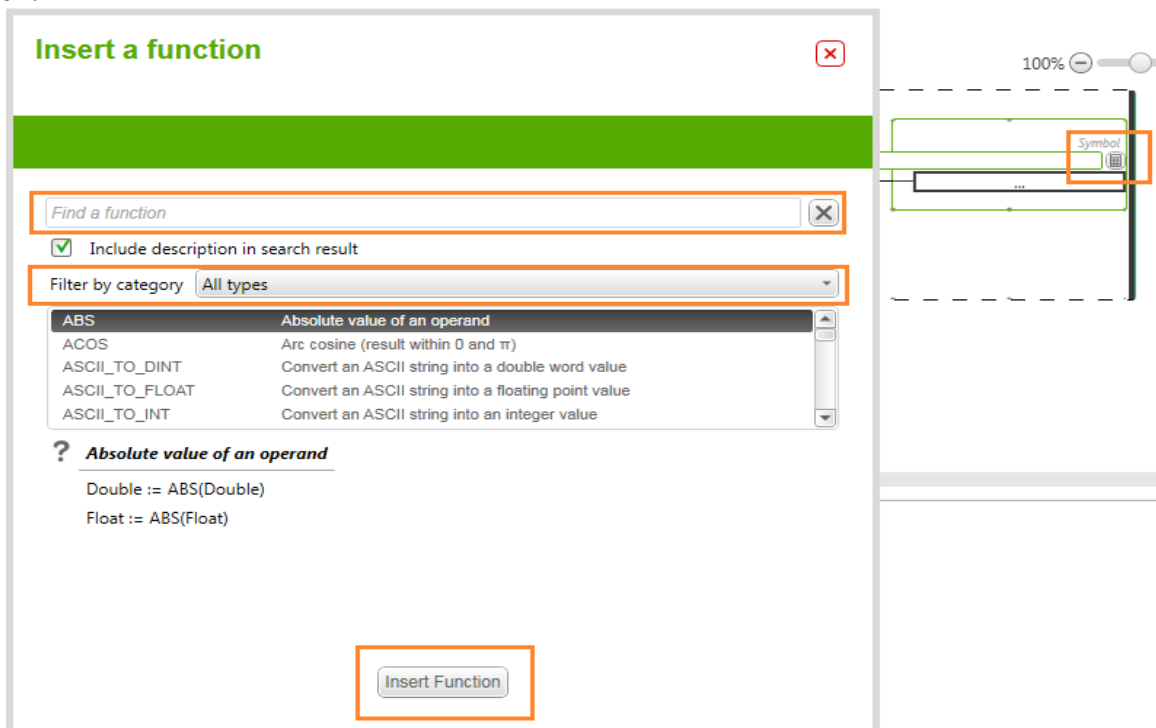 Insert a function
100%
Symbol
...
Find a function
Include description in search result
Filter by category All types
ABS Absolute value of an operand
ACOS Arc cosine (result within 0 and π)
ASCII_TO_DINT Convert an ASCII string into a double word value
ASCII_TO_FLOAT Convert an ASCII string into a floating point value
ASCII_TO_INT Convert an ASCII string into an integer value
? Absolute value of an operand
Double := ABS(Double)
Float := ABS(Float)
Insert Function